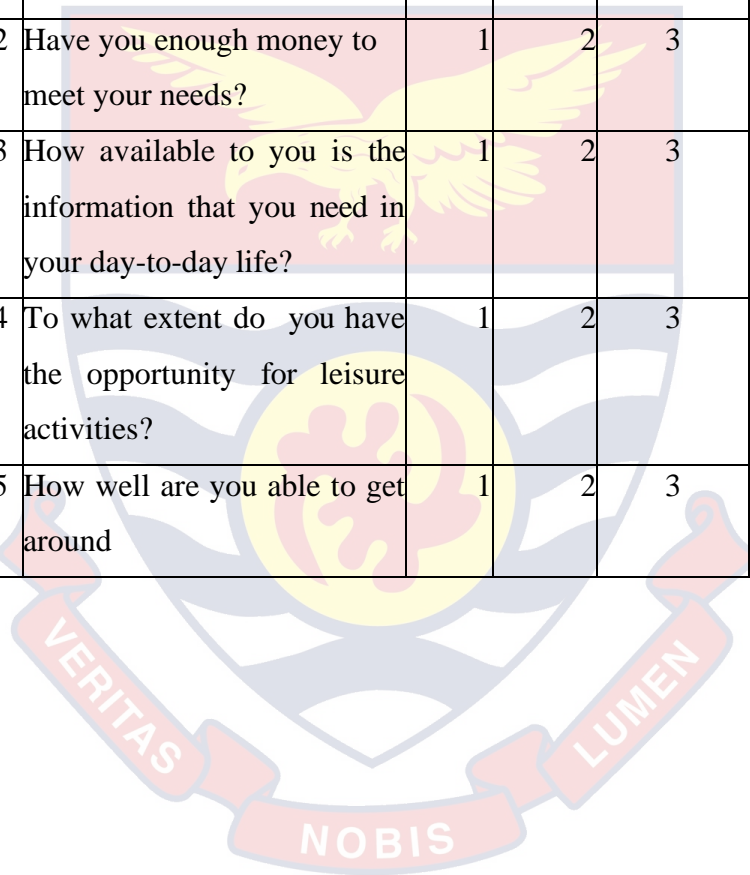 2 Have you enough money to 1 2 3
meet your needs?
3 How available to you is the 1 2 3
information that you need in
your day-to-day life?
4 To what extent do you have 1 2 3
the opportunity for leisure
activities?
5 How well are you able to get 1 2 3
around
VERITAS
NOBIS
LUMEN